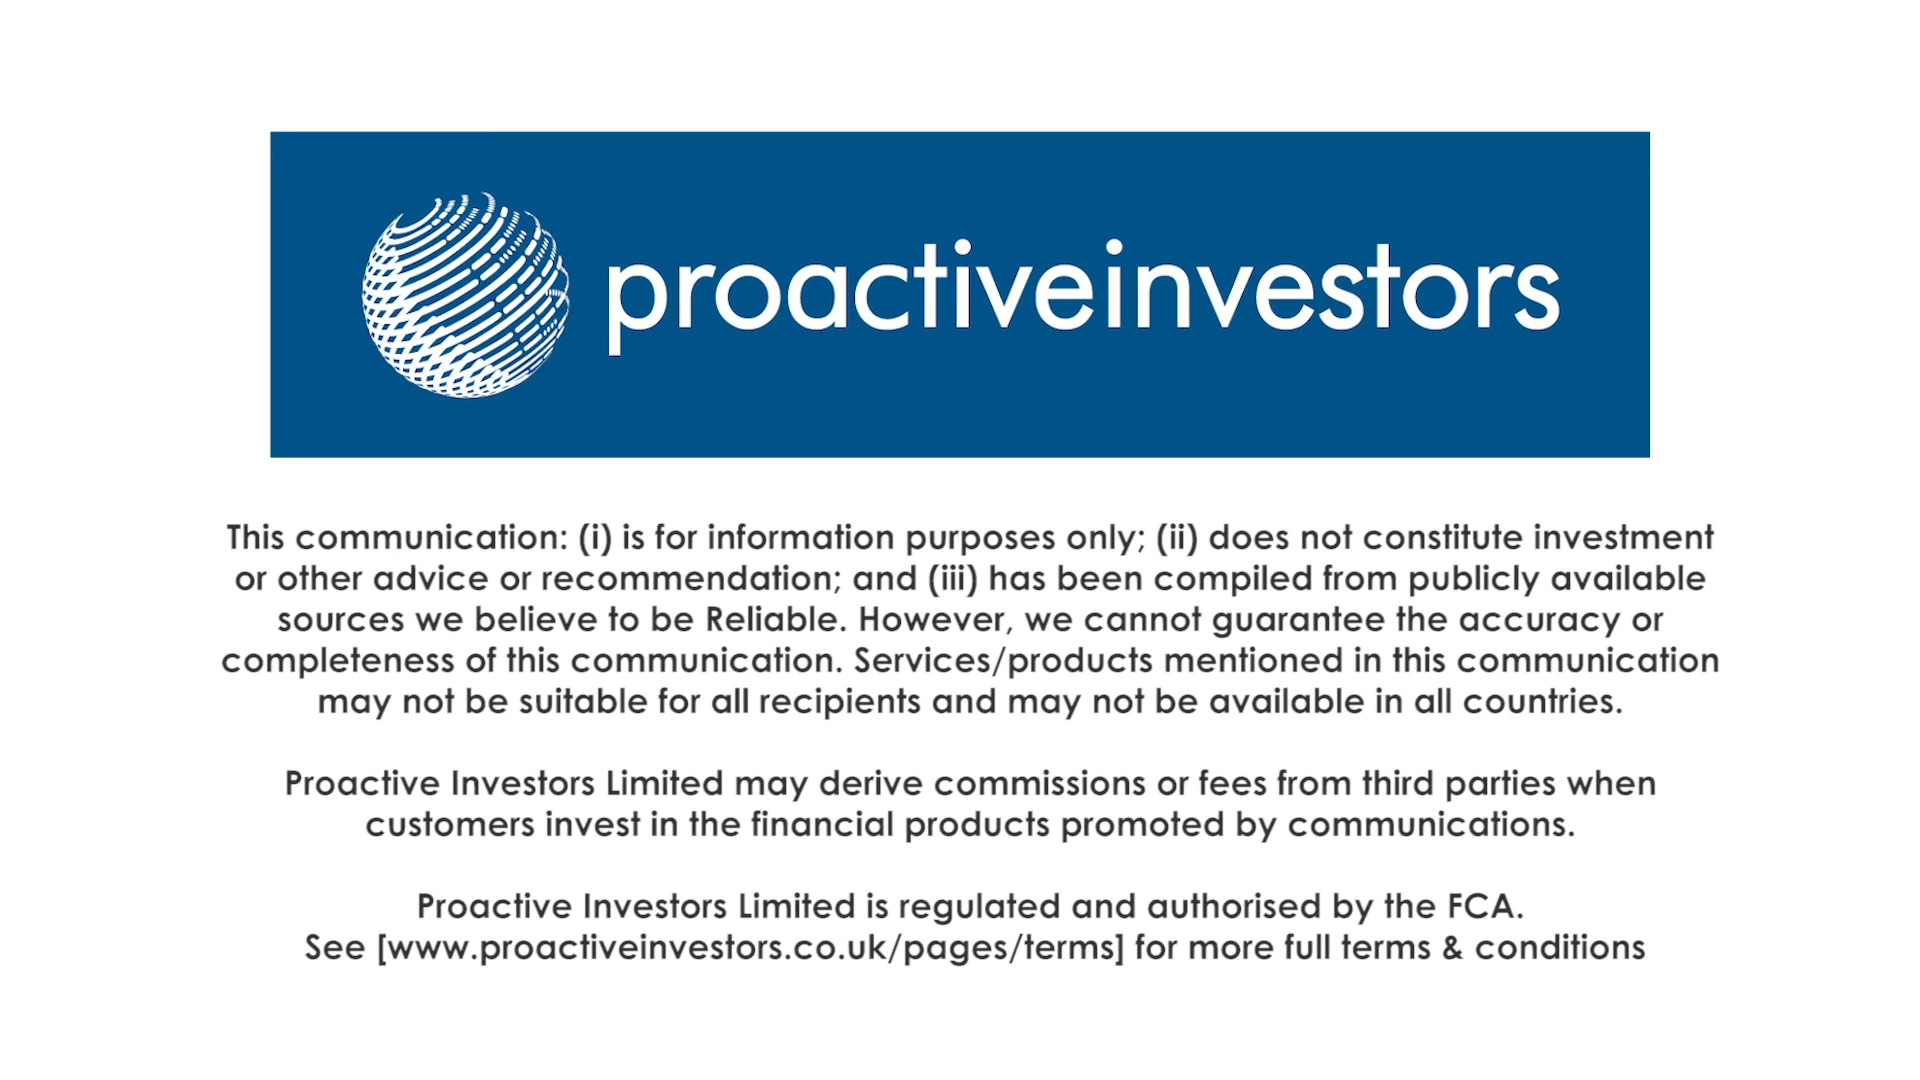 proactiveinvestors
This communication: (i) is for information purposes only; (ii) does not constitute investment
or other advice or recommendation; and (iii) has been compiled from publicly available
sources we believe to be Reliable. However, we cannot guarantee the accuracy or
completeness of this communication. Services/products mentioned in this communication
may not be suitable for all recipients and may not be available in all countries.
Proactive Investors Limited may derive commissions or fees from third parties when
customers invest in the financial products promoted by communications.
Proactive Investors Limited is regulated and authorised by the FCA.
See [www.proactiveinvestors.co.uk/pages/terms] for more full terms & conditions